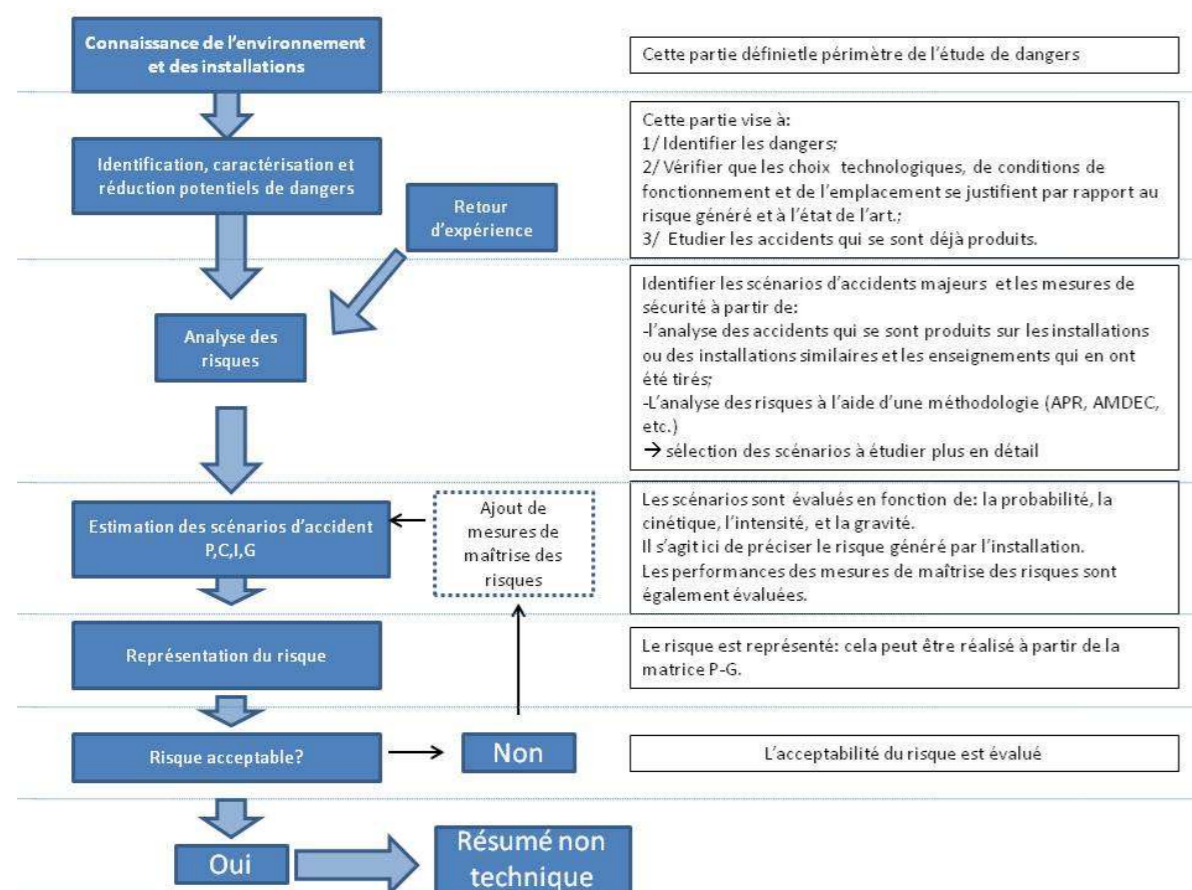 Connaissance de l'environnement
et des installations
Cette partie définietle périmètre de l'étude de dangers
Identification, caractérisation et
réduction potentiels de dangers
Retour
d'expérience
Cette partie vise à:
1/ Identifier les dangers;
2/ Vérifier que les choix technologiques, de conditions de
fonctionnement et de l'emplacement se justifient par rapport au
risque généré et à l'état de l'art.;
3/ Etudier les accidents qui se sont déjà produits.
Analyse des
risques
Identifier les scénarios d'accidents majeurs et les mesures de
sécurité à partir de:
-l'analyse des accidents qui se sont produits sur les installations
ou des installations similaires et les enseignements qui en ont
été tirés;
-L'analyse des risques à l'aide d'une méthodologie (APR, AMDEC,
etc.)
→ sélection des scénarios à étudier plus en détail
Estimation des scénarios d'accident
P,C,I,G
Ajout de
mesures de
maîtrise des
risques
Les scénarios sont évalués en fonction de: la probabilité, la
cinétique, l'intensité, et la gravité.
Il s'agit ici de préciser le risque généré par l'installation.
Les performances des mesures de maîtrise des risques sont
également évaluées.
Représentation du risque
Le risque est représenté: cela peut être réalisé à partir de la
matrice P-G.
Risque acceptable?
Non
L'acceptabilité du risque est évalué
Oui
Résumé non
technique